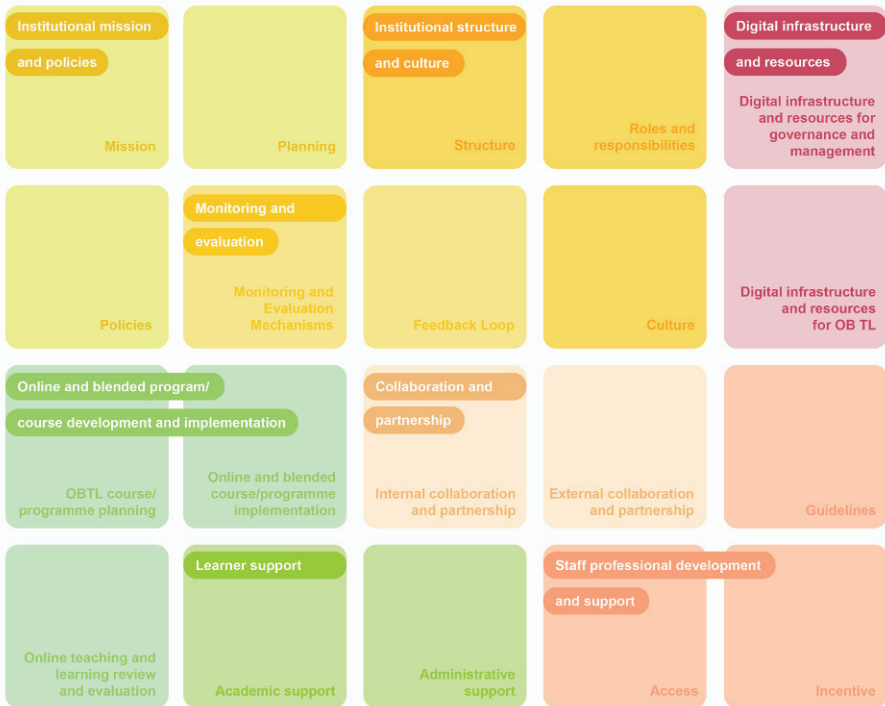 Institutional mission
and policies
Mission
Planning
Institutional structure
and culture
Structure
Roles and
responsibilities
Digital infrastructure
and resources
Digital infrastructure
and resources for
governance and
management
Policies
Monitoring and
evaluation
Monitoring and
Evaluation
Mechanisms
Feedback Loop
Culture
Digital infrastructure
and resources
for OB TL
Online and blended program/
course development and implementation
OBTL course/
programme planning
Online and blended
course/programme
implementation
Collaboration and
partnership
Internal collaboration
and partnership
External collaboration
and partnership
Guidelines
Online teaching and
learning review
and evaluation
Learner support
Academic support
Administrative
support
Staff professional development
and support
Access
Incentive